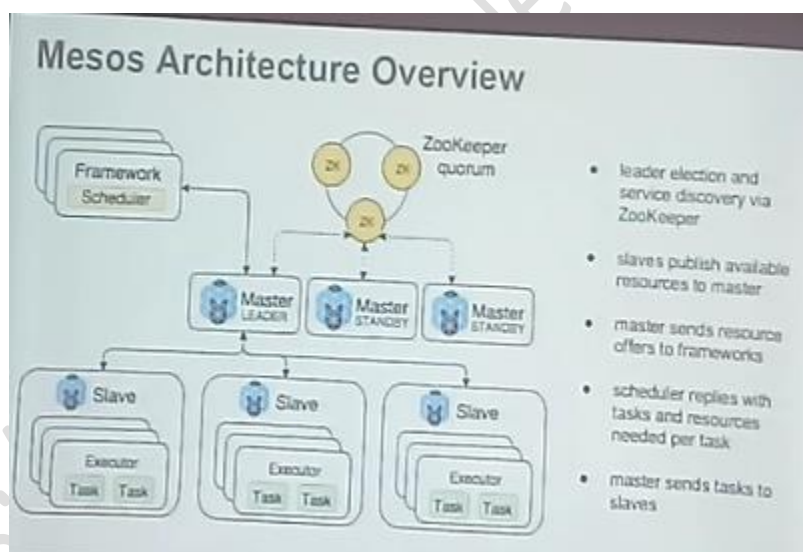 Mesos Architecture Overview
Framework
Scheduler
ZK
ZK
ZK
ZooKeeper
quorum
Master
LEADER
Master
STANDBY
Master
STANDBY
Slave
Executor
Task Task
Slave
Executor
Task Task
Slave
Executor
Task Task
• leader election and
service discovery via
ZooKeeper
• slaves publish available
resources to master
• master sends resource
offers to frameworks
• scheduler replies with
tasks and resources
needed per task
• master sends tasks to
slaves